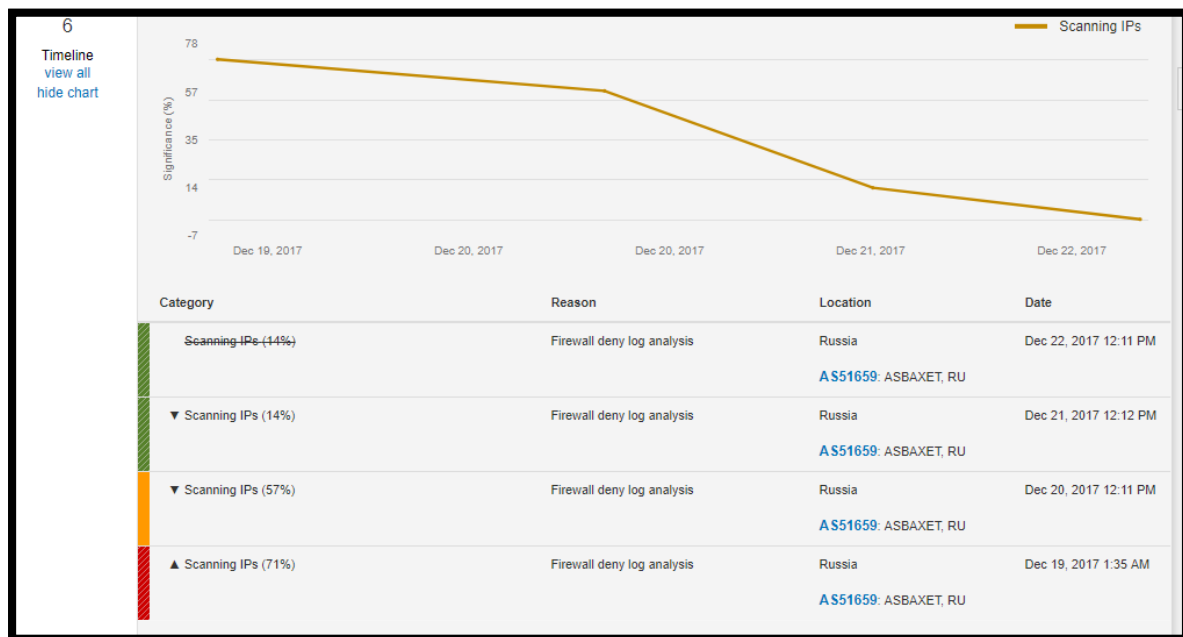 6
Timeline
view all
hide chart
Scanning IPs
Significance (%)
78
57
35
14
-7
Dec 19, 2017 Dec 20, 2017 Dec 20, 2017 Dec 21, 2017 Dec 22, 2017
Category Reason Location Date
Scanning IPs (14%) Firewall deny log analysis Russia Dec 22, 2017 12:11 PM
AS51659: ASBAXET, RU
▼ Scanning IPs (14%) Firewall deny log analysis Russia Dec 21, 2017 12:12 PM
AS51659: ASBAXET, RU
▼ Scanning IPs (57%) Firewall deny log analysis Russia Dec 20, 2017 12:11 PM
AS51659: ASBAXET, RU
▲ Scanning IPs (71%) Firewall deny log analysis Russia Dec 19, 2017 1:35 AM
AS51659: ASBAXET, RU